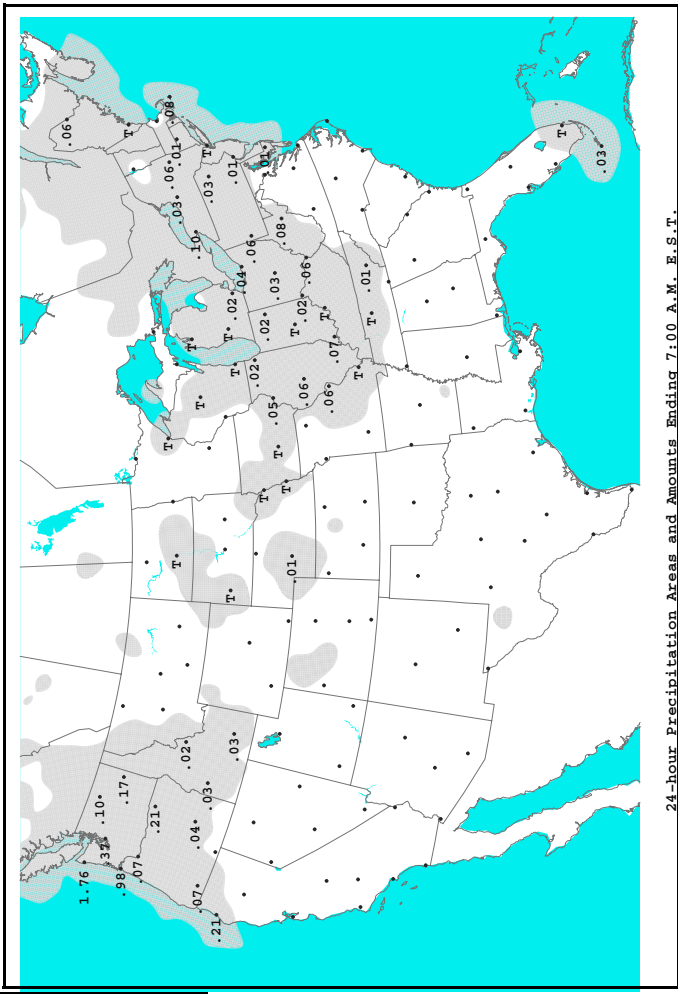 1.76
.06
.10
.37
.98
.17
T
.07
.21
T
.06
.08
.01
T
.03
.02
T
.04
.10
.07
T
T
.03
.03
.21
T
T
.02
.01
.03
T
.04
.06
.02
T
.01
.02
.05
.03
T
.08
T
.01
T
.02
.06
.06
T
.06
.07
T
.01
T
T
.03
24-hour Precipitation Areas and Amounts Ending 7:00 A.M. E.S.T.